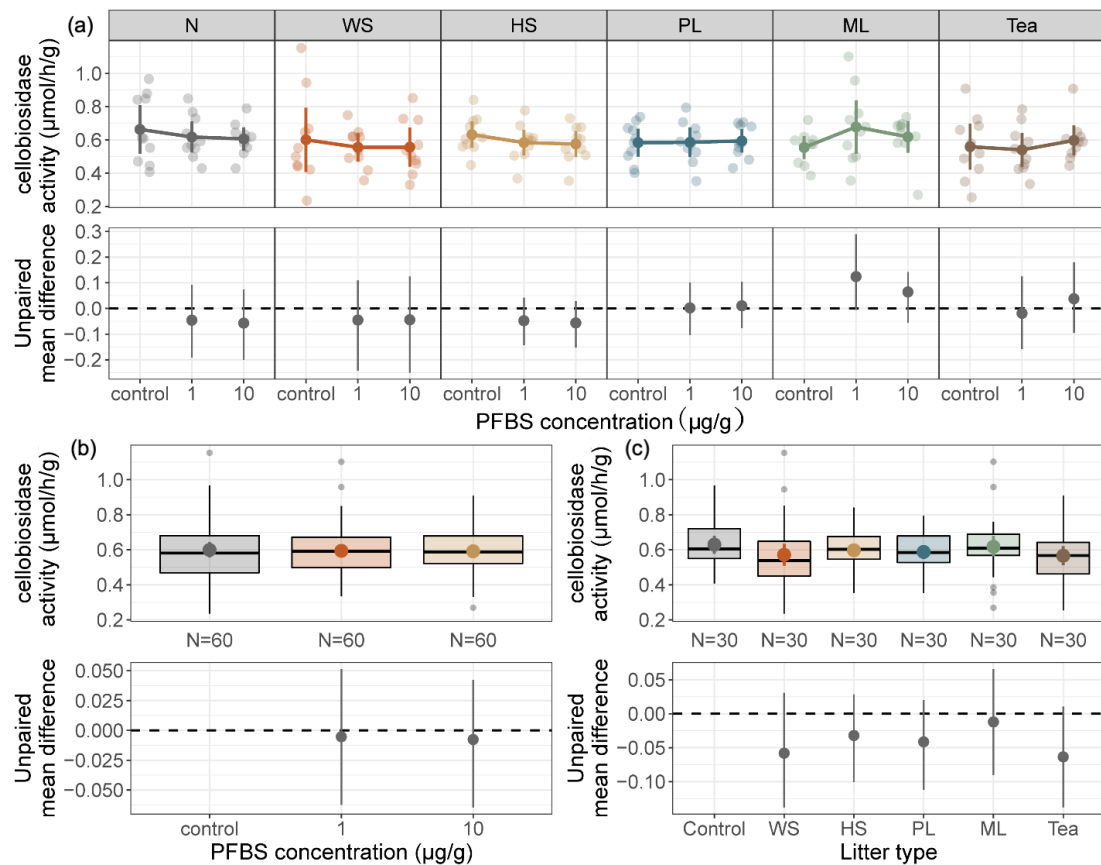 (a) N WS HS PL ML Tea
cellobiosidase
activity (μmol/h/g)
1.0
0.8
0.6
0.4
0.2
Unpaired
mean difference
0.3
0.2
0.1
0.0
−0.1
−0.2
control 1 10 control 1 10 control 1 10 control 1 10 control 1 10 control 1 10
PFBS concentration (μg/g)
(b)
cellobiosidase
activity (μmol/h/g)
1.0
0.8
0.6
0.4
0.2
N=60 N=60 N=60
Unpaired
mean difference
0.050
0.025
0.000
−0.025
−0.050
control 1 10
PFBS concentration (μg/g)
(c)
cellobiosidase
activity (μmol/h/g)
1.0
0.8
0.6
0.4
0.2
N=30 N=30 N=30 N=30 N=30 N=30
Unpaired
mean difference
0.05
0.00
−0.05
−0.10
Control WS HS PL ML Tea
Litter type